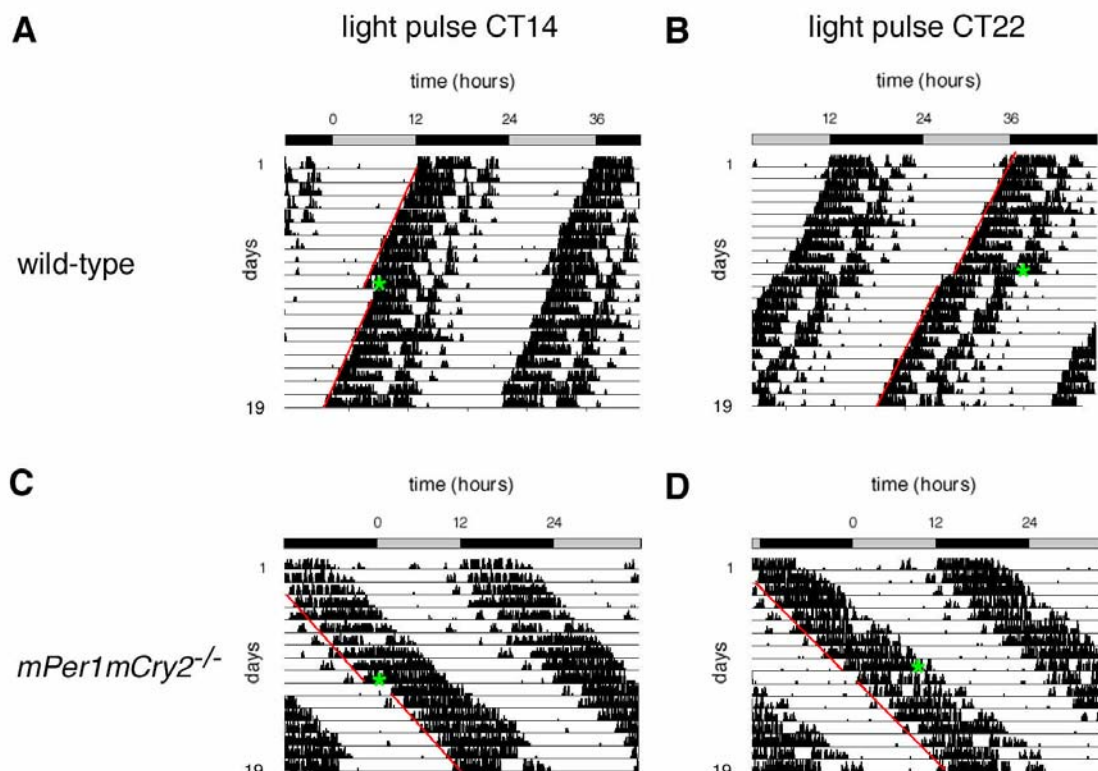 A
light pulse CT14
time (hours)
0 12 24 36
1
days
19
wild-type
B
light pulse CT22
time (hours)
12 24 36
1
days
19
C
time (hours)
0 12 24
1
days
19
mPer1mCry2-/-
D
time (hours)
0 12 24
1
days
19